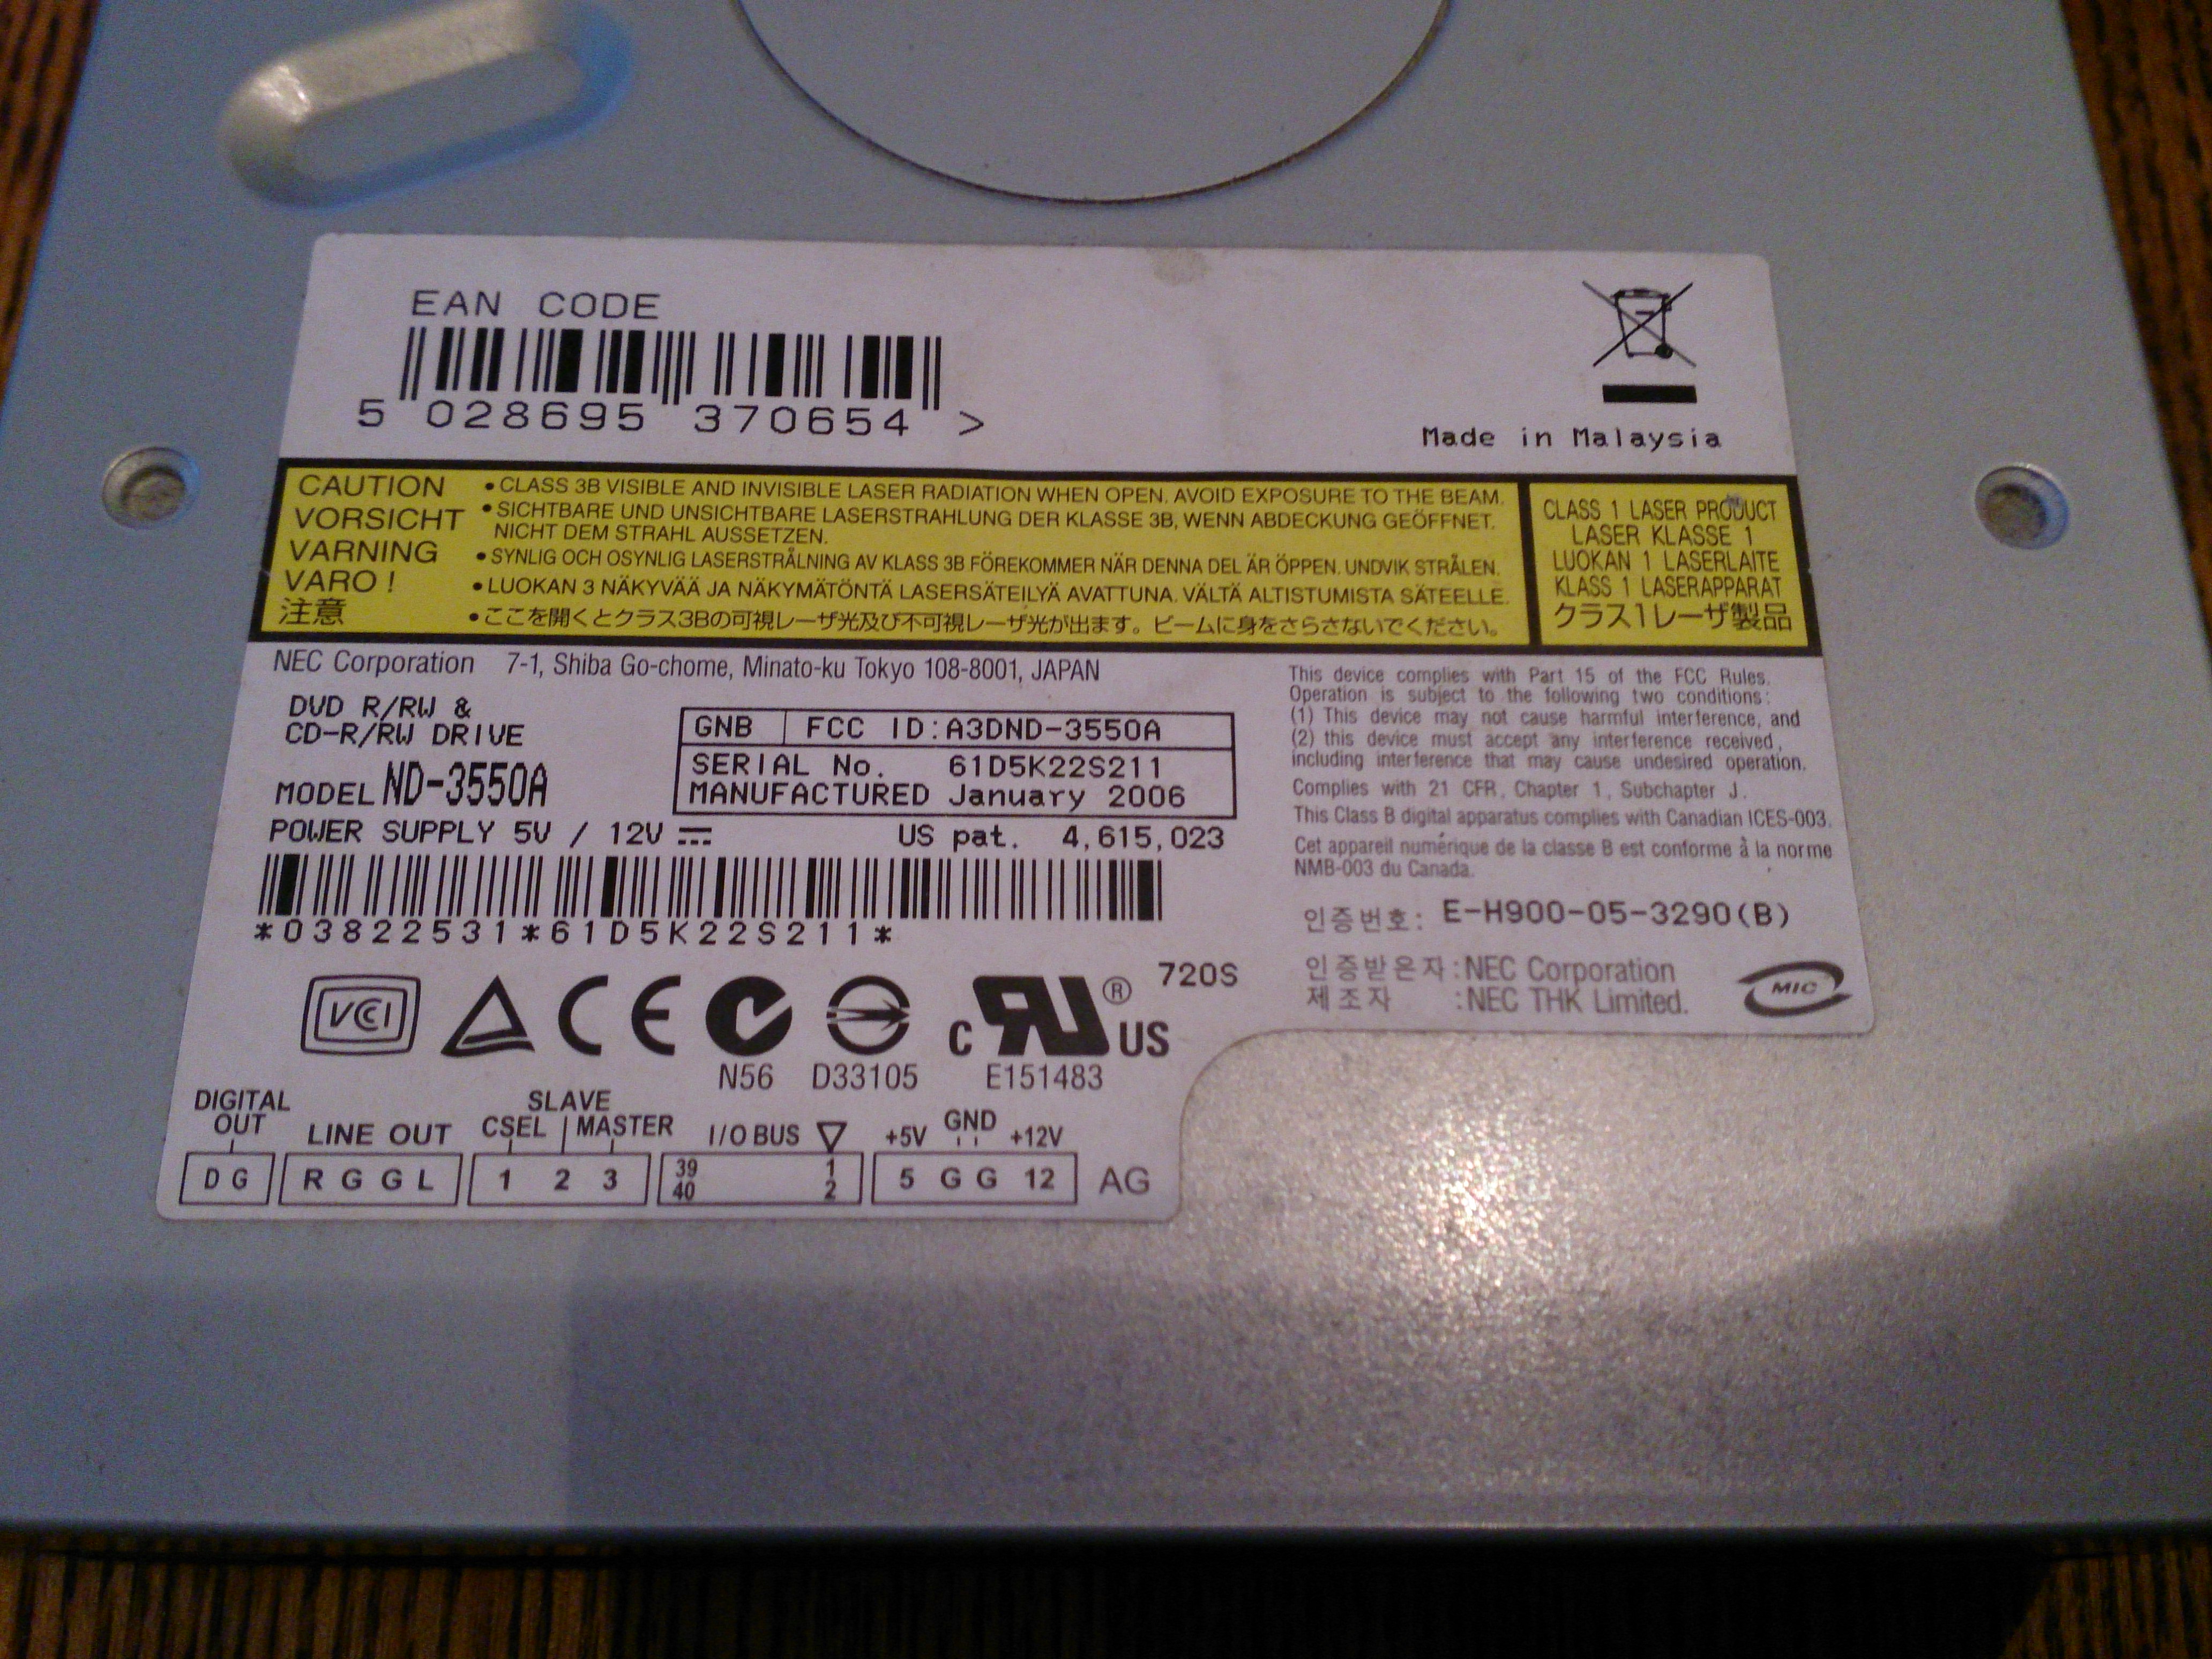 EAN CODE
5 028695 370654 >
Made in Malaysia
CAUTION
VORSICHT
VARNING
VARO !
注意
• CLASS 3B VISIBLE AND INVISIBLE LASER RADIATION WHEN OPEN. AVOID EXPOSURE TO THE BEAM.
• SICHTBARE UND UNSICHTBARE LASERSTRAHLUNG DER KLASSE 3B, WENN ABDECKUNG GEÖFFNET.
NICHT DEM STRAHL AUSSETZEN.
• SYNLIG OCH OSYNLIG LASERSTRÅLNING AV KLASS 3B FÖREKOMMER NÄR DENNA DEL ÄR ÖPPEN. UNDVIK STRÅLEN.
• LUOKAN 3 NÄKYVÄÄ JA NÄKYMÄTÖNTÄ LASERSÄTEILYÄ AVATTUNA. VÄLTÄ ALTISTUMISTA SÄTEELLE.
• ここを開くとクラス3Bの可視レーザ光及び不可視レーザ光が出ます。ビームに身をさらさないでください。
CLASS 1 LASER PRODUCT
LASER KLASSE 1
LUOKAN 1 LASERLAITE
KLASS 1 LASERAPPARAT
クラス1レーザ製品
NEC Corporation 7-1, Shiba Go-chome, Minato-ku Tokyo 108-8001, JAPAN
DVD R/RW &
CD-R/RW DRIVE
MODEL ND-3550A
POWER SUPPLY 5V / 12V
GNB FCC ID:A3DND-3550A
SERIAL No. 61D5K22S211
MANUFACTURED January 2006
US pat. 4,615,023
*03822531*61D5K22S211*
This device complies with Part 15 of the FCC Rules.
Operation is subject to the following two conditions:
(1) This device may not cause harmful interference, and
(2) this device must accept any interference received,
including interference that may cause undesired operation.
Complies with 21 CFR, Chapter 1, Subchapter J.
This Class B digital apparatus complies with Canadian ICES-003.
Cet appareil numérique de la classe B est conforme à la norme
NMB-003 du Canada.
인증번호: E-H900-05-3290(B)
인증받은자 :NEC Corporation
제조자 :NEC THK Limited.
MIC
VCI
CE
N56
D33105
c RU ® US
E151483
720S
DIGITAL
OUT
D G
LINE OUT
R G G L
SLAVE
CSEL MASTER
1 2 3
I/O BUS
39 1
40 2
+5V GND +12V
5 G G 12
AG